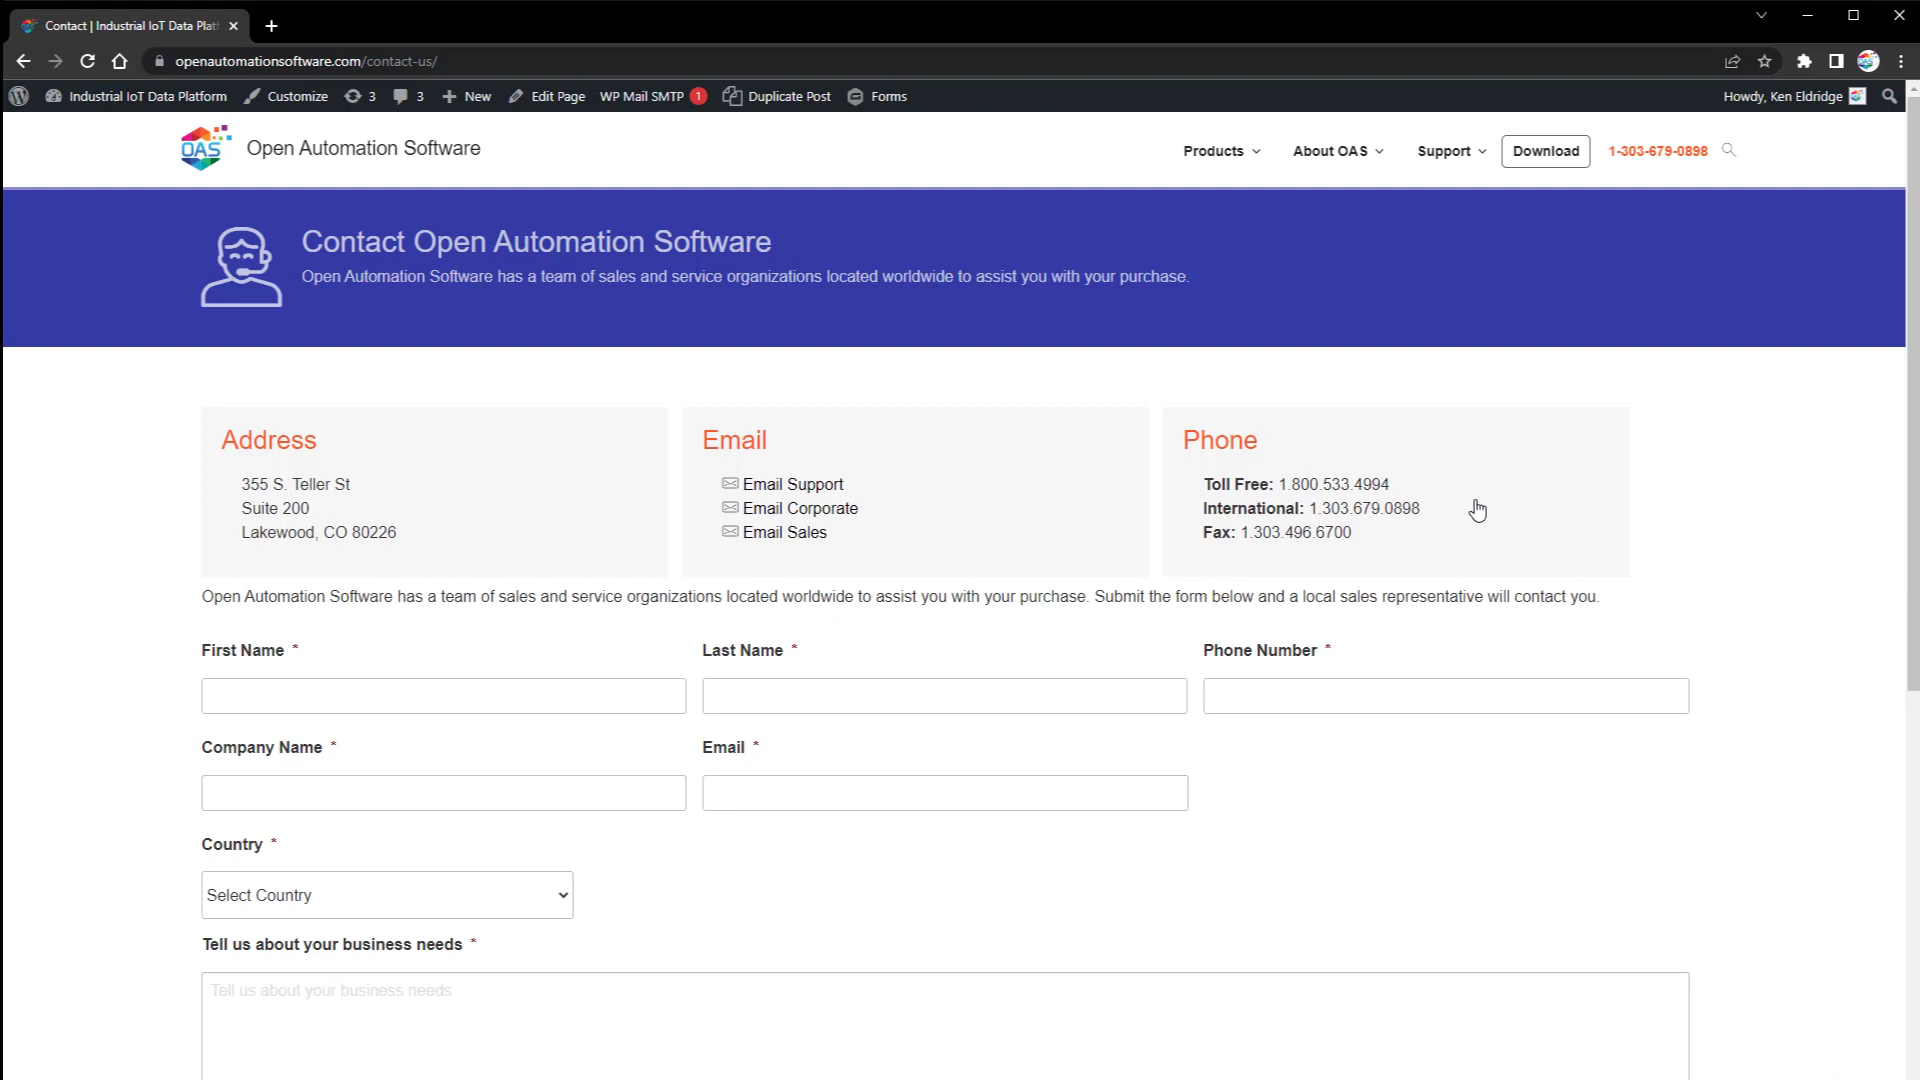 Contact | Industrial IoT Data Plat
openautomationsoftware.com/contact-us/
Industrial IoT Data Platform Customize 3 3 New Edit Page WP Mail SMTP 1 Duplicate Post Forms Howdy, Ken Eldridge
OAS Open Automation Software
Products About OAS Support Download 1-303-679-0898
Contact Open Automation Software
Open Automation Software has a team of sales and service organizations located worldwide to assist you with your purchase.
Address
355 S. Teller St
Suite 200
Lakewood, CO 80226
Email
Email Support
Email Corporate
Email Sales
Phone
Toll Free: 1.800.533.4994
International: 1.303.679.0898
Fax: 1.303.496.6700
Open Automation Software has a team of sales and service organizations located worldwide to assist you with your purchase. Submit the form below and a local sales representative will contact you.
First Name * Last Name * Phone Number *
Company Name * Email *
Country *
Select Country
Tell us about your business needs *
Tell us about your business needs